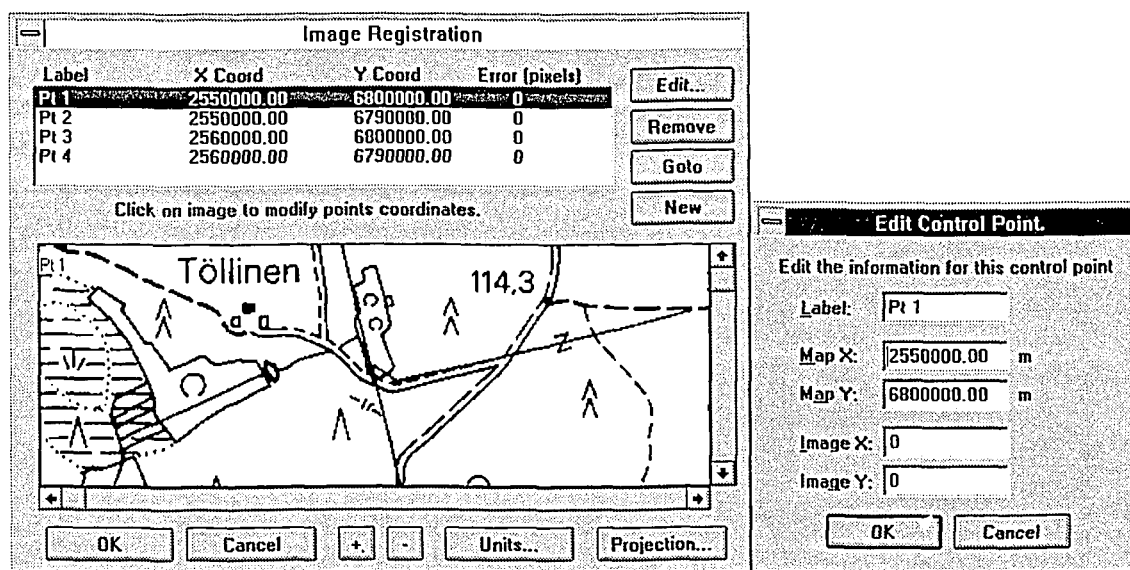 Image Registration
Label X Coord Y Coord Error (pixels)
Pt 1 2550000.00 6800000.00 0
Pt 2 2550000.00 6790000.00 0
Pt 3 2560000.00 6800000.00 0
Pt 4 2560000.00 6790000.00 0
Edit...
Remove
Goto
New
Click on image to modify points coordinates.
Pt 1
Töllinen
114,3
Z
OK Cancel + - Units... Projection...
Edit Control Point.
Edit the information for this control point
Label: Pt 1
Map X: 2550000.00 m
Map Y: 6800000.00 m
Image X: 0
Image Y: 0
OK Cancel